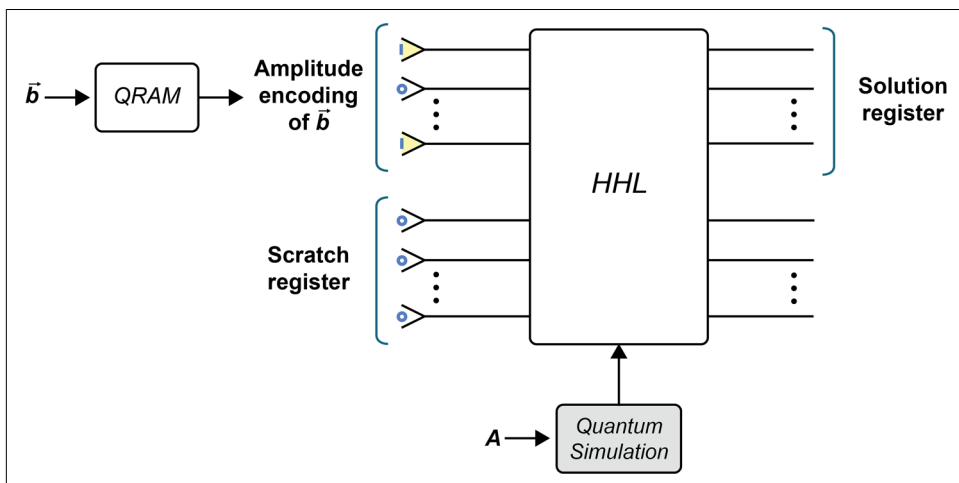 b⃗
QRAM
Amplitude
encoding
of b⃗
HHL
Solution
register
Scratch
register
A
Quantum
Simulation